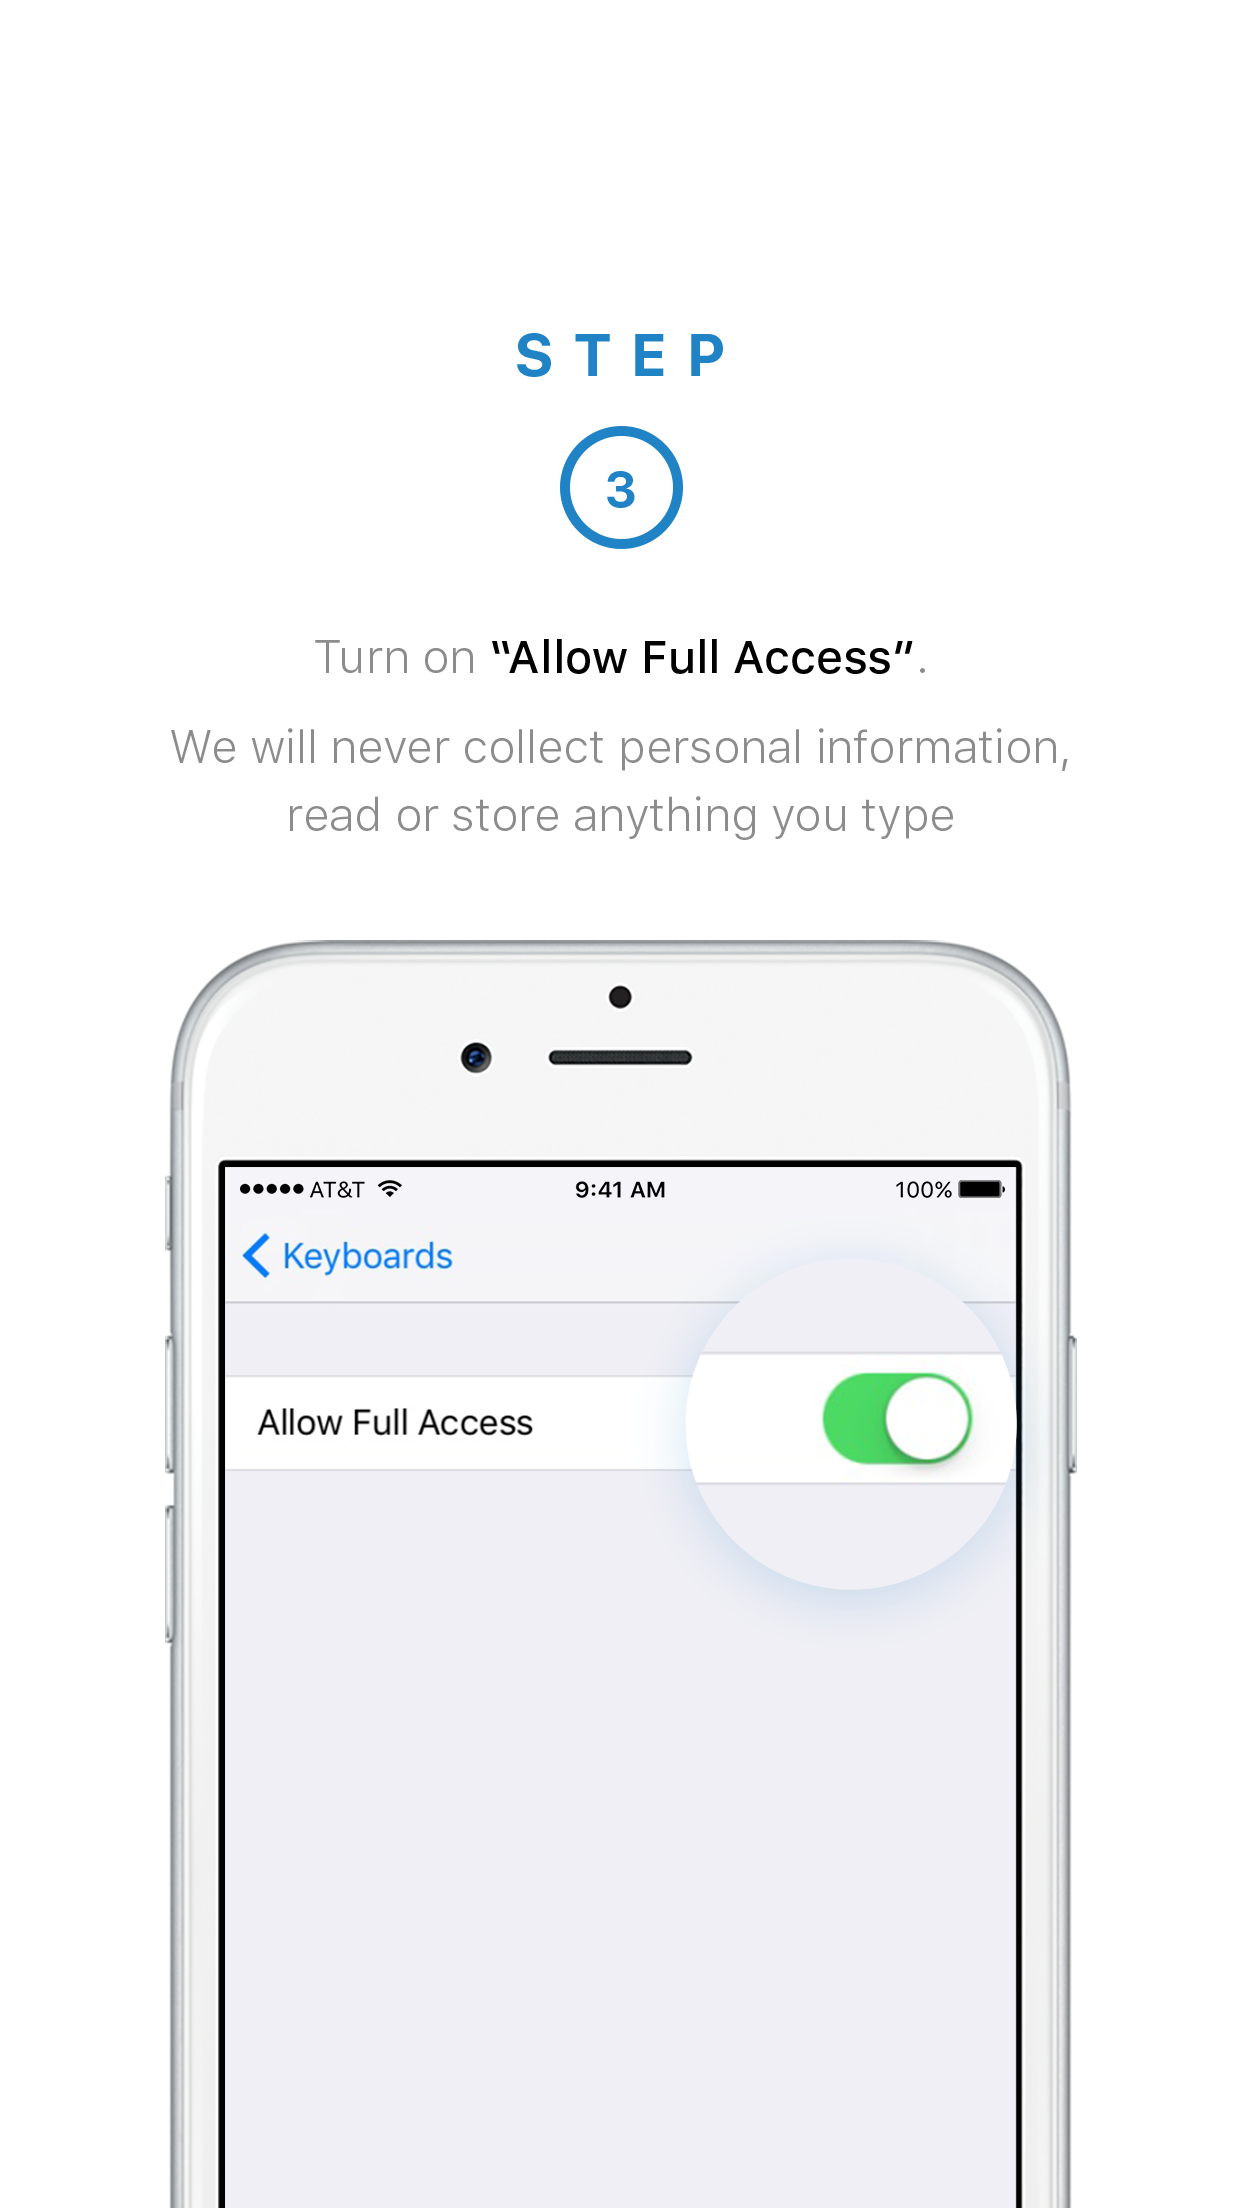 STEP
3
Turn on “Allow Full Access”.
We will never collect personal information,
read or store anything you type
AT&T 9:41 AM 100%
Keyboards
Allow Full Access